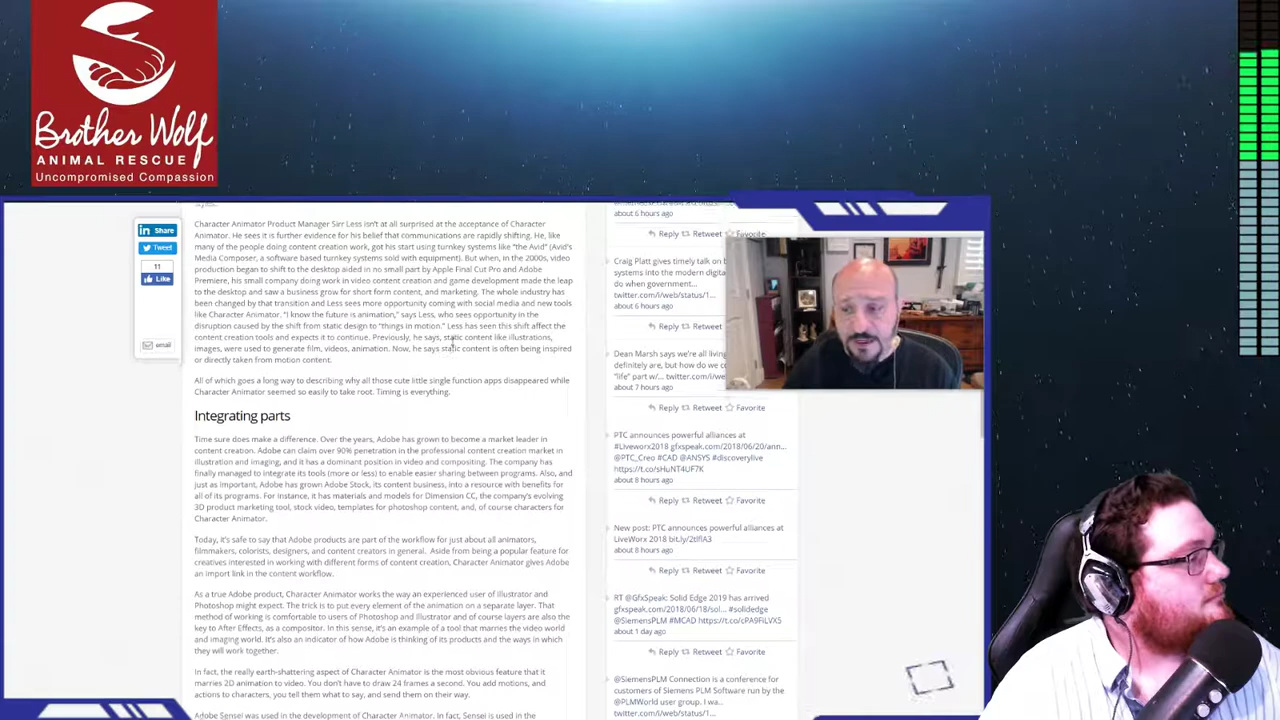 Brother Wolf
ANIMAL RESCUE
Uncompromised Compassion
Share
Tweet
11
Like
email
Character Animator Product Manager Sirr Less isn't at all surprised at the acceptance of Character
Animator. He sees it is further evidence for his belief that communications are rapidly shifting. He, like
many of the people doing content creation work, got his start using turnkey systems like "the Avid" (Avid's
Media Composer, a software based turnkey systems sold with equipment). But when, in the 2000s, video
production began to shift to the desktop aided in no small part by Apple Final Cut Pro and Adobe
Premiere, his small company doing work in video content creation and game development made the leap
to the desktop and saw a business grow for short form content, and marketing. The whole industry has
been changed by that transition and Less sees more opportunity coming with social media and new tools
like Character Animator. "I know the future is animation," says Less, who sees opportunity in the
disruption caused by the shift from static design to "things in motion." Less has seen this shift affect the
content creation tools and expects it to continue. Previously, he says, static content like illustrations,
images, were used to generate film, videos, animation. Now, he says static content is often being inspired
or directly taken from motion content.
All of which goes a long way to describing why all those cute little single function apps disappeared while
Character Animator seemed so easily to take root. Timing is everything.
Integrating parts
Time sure does make a difference. Over the years, Adobe has grown to become a market leader in
content creation. Adobe can claim over 90% penetration in the professional content creation market in
illustration and imaging, and it has a dominant position in video and compositing. The company has
finally managed to integrate its tools (more or less) to enable easier sharing between programs. Also, and
just as important, Adobe has grown Adobe Stock, its content business, into a resource with benefits for
all of its programs. For instance, it has materials and models for Dimension CC, the company's evolving
3D product marketing tool, stock video, templates for photoshop content, and, of course characters for
Character Animator.
Today, it's safe to say that Adobe products are part of the workflow for just about all animators,
filmmakers, colorists, designers, and content creators in general. Aside from being a popular feature for
creatives interested in working with different forms of content creation, Character Animator gives Adobe
an import link in the content workflow.
As a true Adobe product, Character Animator works the way an experienced user of Illustrator and
Photoshop might expect. The trick is to put every element of the animation on a separate layer. That
method of working is comfortable to users of Photoshop and Illustrator and of course layers are also the
key to After Effects, as a compositor. In this sense, it's an example of a tool that marries the video world
and imaging world. It's also an indicator of how Adobe is thinking of its products and the ways in which
they will work together.
In fact, the really earth-shattering aspect of Character Animator is the most obvious feature that it
marries 2D animation to video. You don't have to draw 24 frames a second. You add motions, and
actions to characters, you tell them what to say, and send them on their way.
Adobe Sensei was used in the development of Character Animator. In fact, Sensei is used in the
about 6 hours ago
Reply Retweet Favorite
Craig Platt gives timely talk on b
systems into the modern digita
do when government...
twitter.com/i/web/status/1...
about 6 hours ago
Reply Retweet
Dean Marsh says we're all living
definitely are, but how do we c
"life" part w/... twitter.com/i/we
about 7 hours ago
Reply Retweet Favorite
PTC announces powerful alliances at
#Liveworx2018 gfxspeak.com/2018/06/20/ann...
@PTC_Creo #CAD @ANSYS #discoverylive
https://t.co/sHuNT4UF7K
about 8 hours ago
Reply Retweet Favorite
New post: PTC announces powerful alliances at
LiveWorx 2018 bit.ly/2tlflA3
about 8 hours ago
Reply Retweet Favorite
RT @GfxSpeak: Solid Edge 2019 has arrived
gfxspeak.com/2018/06/18/sol... #solidedge
@SiemensPLM #MCAD https://t.co/cPA9FiLVX5
about 1 day ago
Reply Retweet Favorite
@SiemensPLM Connection is a conference for
customers of Siemens PLM Software run by the
@PLMWorld user group. I wa..
twitter.com/i/web/status/1...